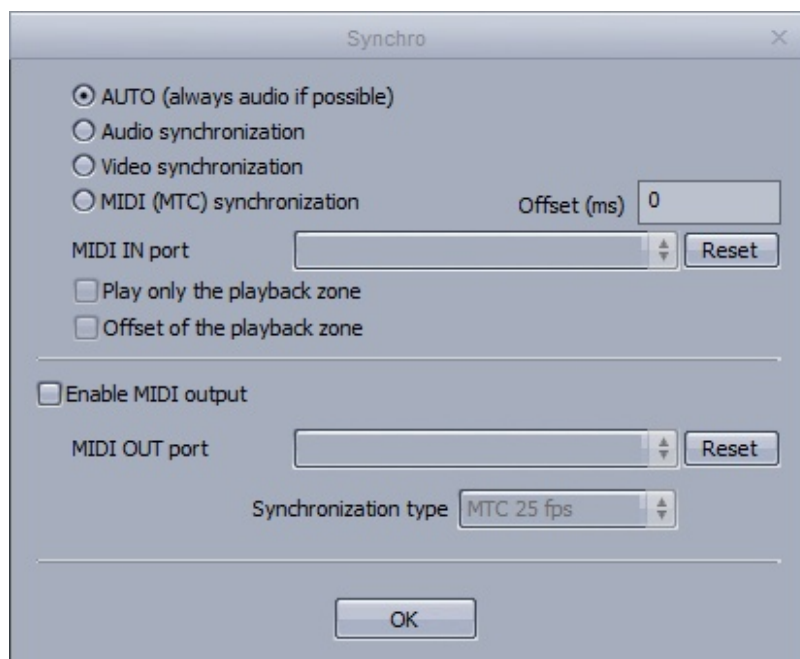 Synchro
AUTO (always audio if possible)
Audio synchronization
Video synchronization
MIDI (MTC) synchronization Offset (ms) 0
MIDI IN port Reset
Play only the playback zone
Offset of the playback zone
Enable MIDI output
MIDI OUT port Reset
Synchronization type MTC 25 fps
OK